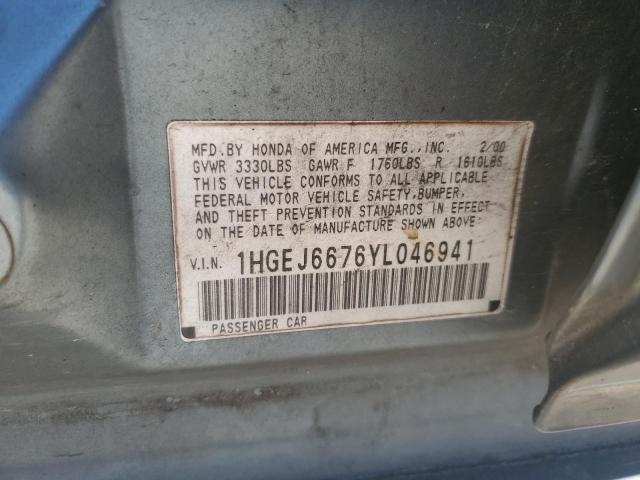 MFD.BY HONDA OF AMERICA MFG.,INC. 2/00
GVWR 3330LBS GAWR F 1760LBS R 1610LBS
THIS VEHICLE CONFORMS TO ALL APPLICABLE
FEDERAL MOTOR VEHICLE SAFETY,BUMPER,
AND THEFT PREVENTION STANDARDS IN EFFECT
ON THE DATE OF MANUFACTURE SHOWN ABOVE:
V.I.N. 1HGEJ6676YL046941
PASSENGER CAR